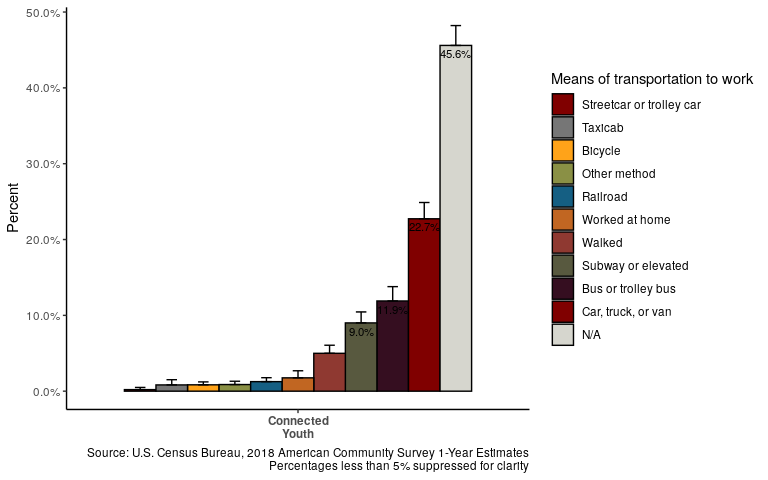 50.0%
40.0%
30.0%
20.0%
10.0%
0.0%
Percent
45.6%
22.7%
11.9%
9.0%
Connected
Youth
Means of transportation to work
Streetcar or trolley car
Taxicab
Bicycle
Other method
Railroad
Worked at home
Walked
Subway or elevated
Bus or trolley bus
Car, truck, or van
N/A
Source: U.S. Census Bureau, 2018 American Community Survey 1-Year Estimates
Percentages less than 5% suppressed for clarity